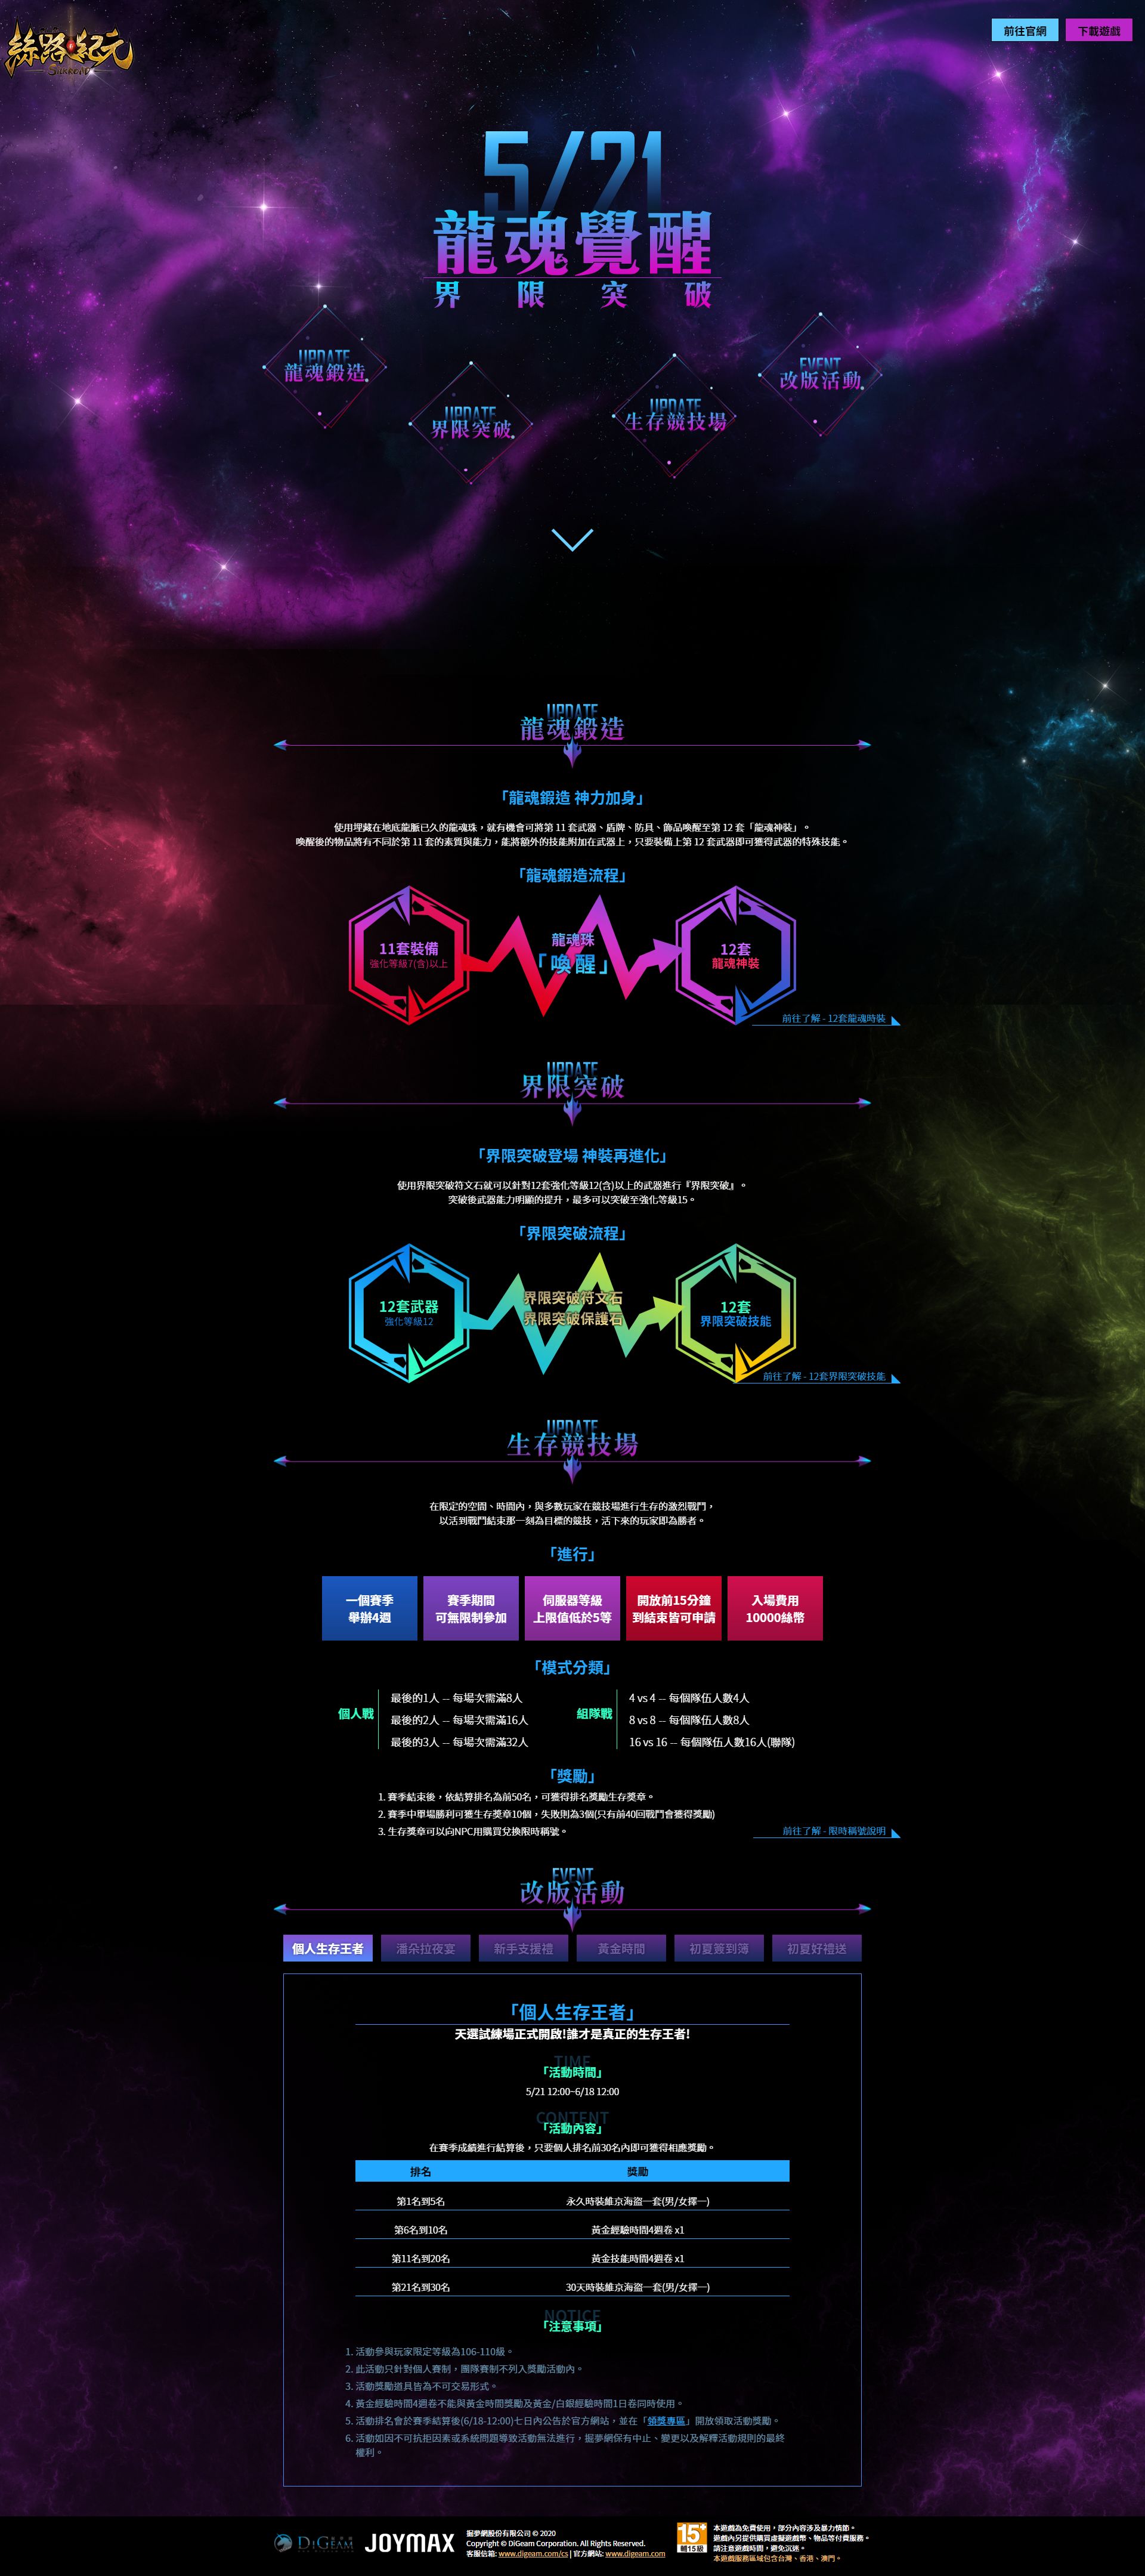 絲路紀元
Silkroad
前往官網
下載遊戲
5/21
龍魂覺醒
界限突破
UPDATE
龍魂鍛造
UPDATE
界限突破
UPDATE
生存競技場
EVENT
改版活動
UPDATE
龍魂鍛造
「龍魂鍛造 神力加身」
使用埋藏在地底龍脈已久的龍魂珠，就有機會可將第 11 套武器、盾牌、防具、飾品喚醒至第 12 套「龍魂神裝」。
喚醒後的物品將有不同於第 11 套的素質與能力，能將額外的技能附加在武器上，只要裝備上第 12 套武器即可獲得武器的特殊技能。
「龍魂鍛造流程」
11套裝備
強化等級7(含)以上
龍魂珠
「喚醒」
12套
龍魂神裝
前往了解 - 12套龍魂時裝
UPDATE
界限突破
「界限突破登場 神裝再進化」
使用界限突破符文石就可以針對12套強化等級12(含)以上的武器進行『界限突破』。
突破後武器能力明顯的提升，最多可以突破至強化等級15。
「界限突破流程」
12套武器
強化等級12
界限突破符文石
界限突破保護石
12套
界限突破技能
前往了解 - 12套界限突破技能
UPDATE
生存競技場
在限定的空間、時間內，與多數玩家在競技場進行生存的激烈戰鬥，
以活到戰鬥結束那一刻為目標的競技，活下來的玩家即為勝者。
「進行」
一個賽季
舉辦4週
賽季期間
可無限制參加
伺服器等級
上限值低於5等
開放前15分鐘
到結束皆可申請
入場費用
10000絲幣
「模式分類」
個人戰
最後的1人 -- 每場次需滿8人
最後的2人 -- 每場次需滿16人
最後的3人 -- 每場次需滿32人
組隊戰
4 vs 4 -- 每個隊伍人數4人
8 vs 8 -- 每個隊伍人數8人
16 vs 16 -- 每個隊伍人數16人(聯隊)
「獎勵」
1. 賽季結束後，依結算排名為前50名，可獲得排名獎勵生存獎章。
2. 賽季中單場勝利可獲生存獎章10個，失敗則為3個(只有前40回戰鬥會獲得獎勵)
3. 生存獎章可以向NPC用購買兌換限時稱號。
前往了解 - 限時稱號說明
EVENT
改版活動
個人生存王者
潘朵拉夜宴
新手支援禮
黃金時間
初夏簽到簿
初夏好禮送
「個人生存王者」
天選試練場正式開啟!誰才是真正的生存王者!
TIME
「活動時間」
5/21 12:00~6/18 12:00
CONTENT
「活動內容」
在賽季成績進行結算後，只要個人排名前30名內即可獲得相應獎勵。
排名 獎勵
第1名到5名 永久時裝維京海盜一套(男/女擇一)
第6名到10名 黃金經驗時間4週卷 x1
第11名到20名 黃金技能時間4週卷 x1
第21名到30名 30天時裝維京海盜一套(男/女擇一)
NOTICE
「注意事項」
1. 活動參與玩家限定等級為106-110級。
2. 此活動只針對個人賽制，團隊賽制不列入獎勵活動內。
3. 活動獎勵道具皆為不可交易形式。
4. 黃金經驗時間4週卷不能與黃金時間獎勵及黃金/白銀經驗時間1日卷同時使用。
5. 活動排名會於賽季結算後(6/18-12:00)七日內公告於官方網站，並在「領獎專區」開放領取活動獎勵。
6. 活動如因不可抗拒因素或系統問題導致活動無法進行，掘夢網保有中止、變更以及解釋活動規則的最終
權利。
DiGeam
JOYMAX
掘夢網股份有限公司 © 2020
Copyright © DiGeam Corporation. All Rights Reserved.
客服信箱: www.digeam.com/cs | 官方網站: www.digeam.com
15+
輔15級
本遊戲為免費使用，部分內容涉及暴力情節。
遊戲內另提供購買虛擬遊戲幣、物品等付費服務。
請注意遊戲時間，避免沉迷。
本遊戲服務區域包含台灣、香港、澳門。